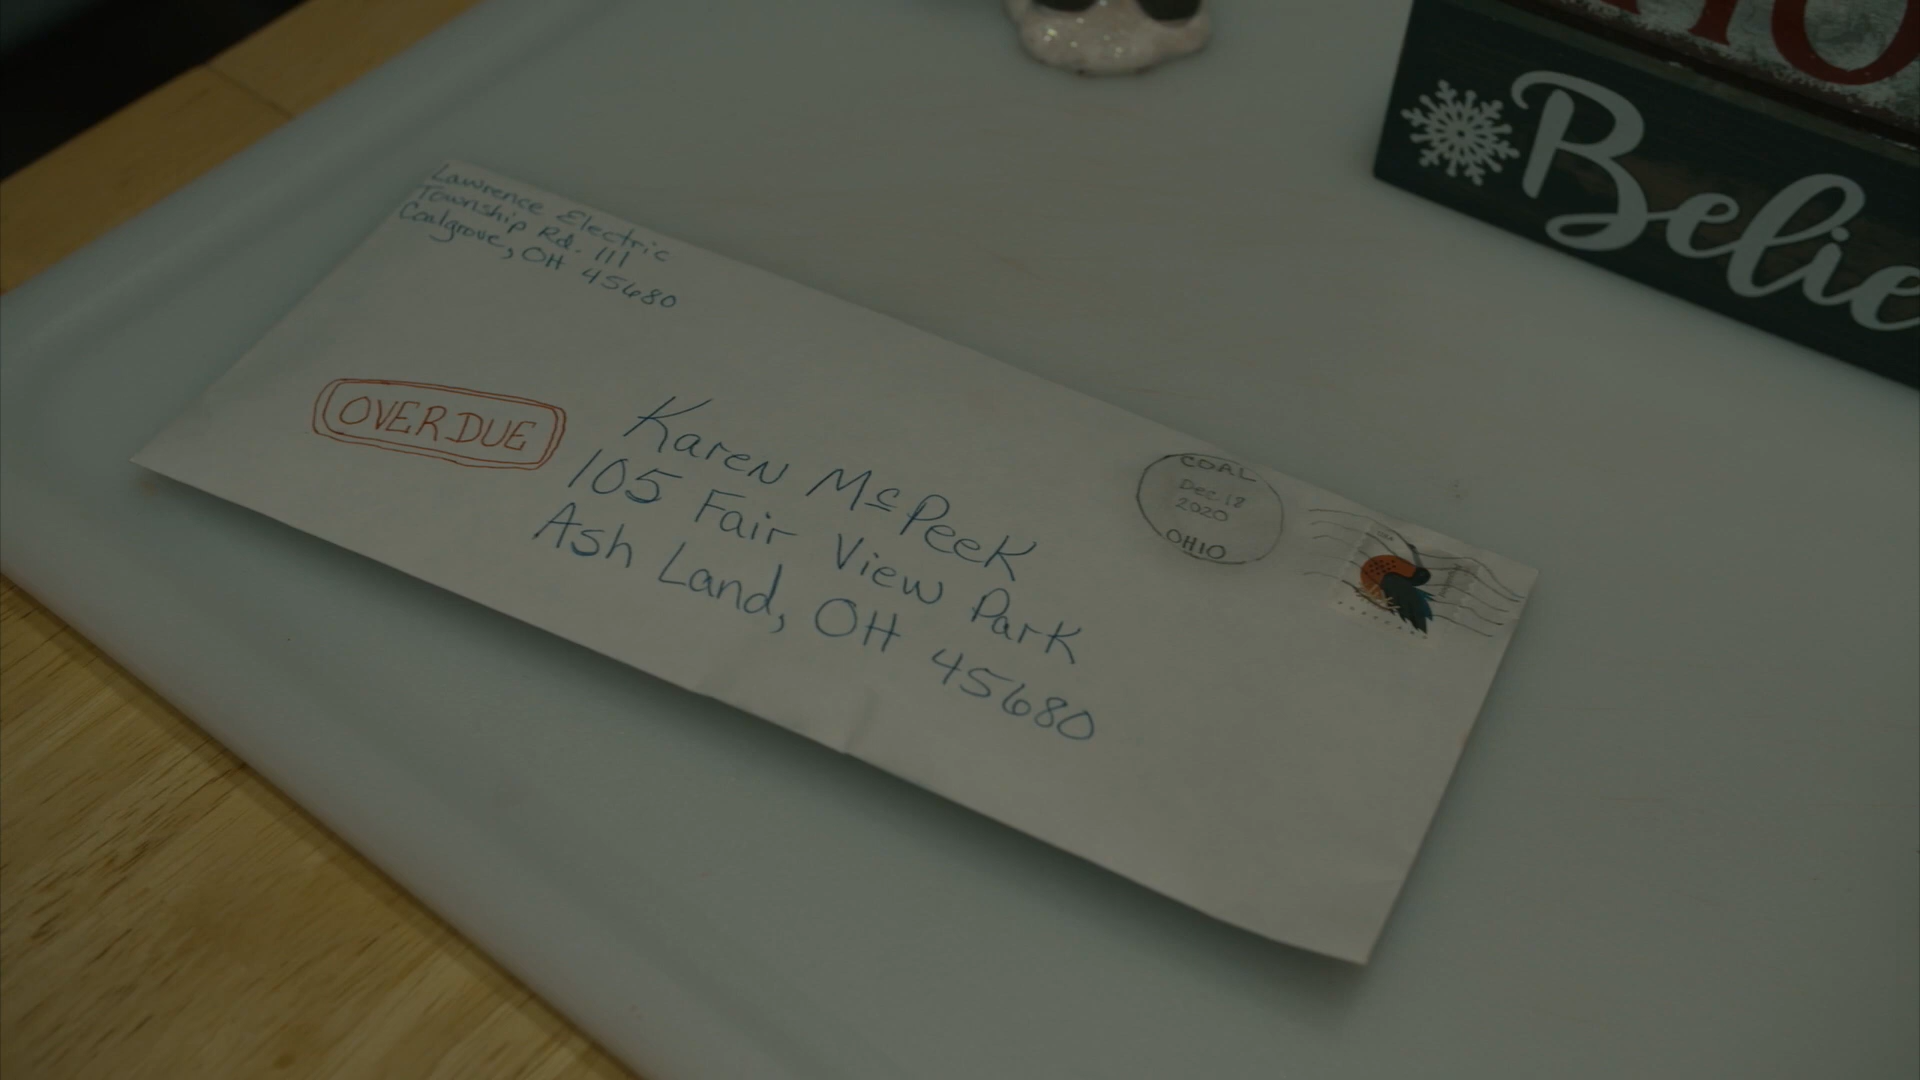 Lawrence Electric
Township Rd. 111
Coalgrove, OH 45680
OVERDUE
Karen McPeek
105 Fair View Park
Ash Land, OH 45680
COAL
Dec. 12
2020
OHIO
Belie